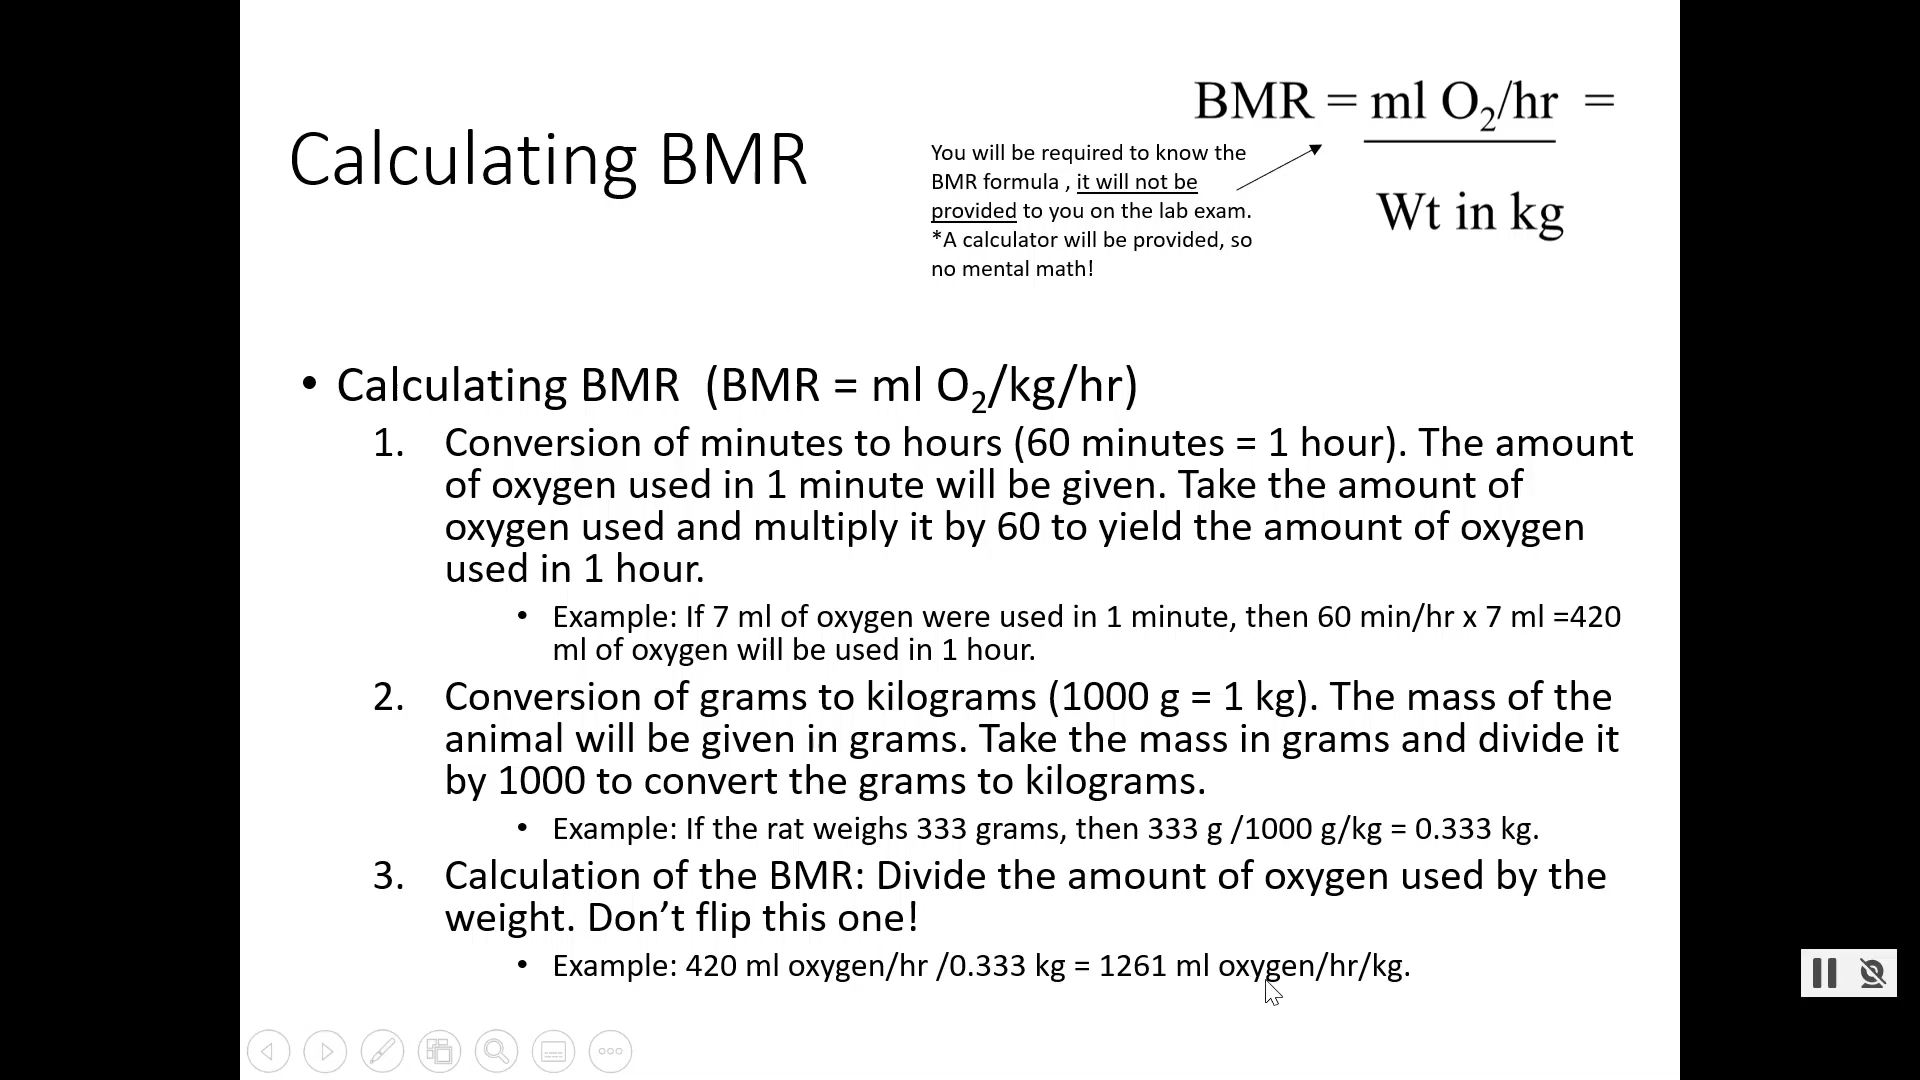 Calculating BMR
BMR = ml O₂/hr =
Wt in kg
You will be required to know the
BMR formula , it will not be
provided to you on the lab exam.
*A calculator will be provided, so
no mental math!
• Calculating BMR (BMR = ml O₂/kg/hr)
1. Conversion of minutes to hours (60 minutes = 1 hour). The amount
of oxygen used in 1 minute will be given. Take the amount of
oxygen used and multiply it by 60 to yield the amount of oxygen
used in 1 hour.
• Example: If 7 ml of oxygen were used in 1 minute, then 60 min/hr x 7 ml =420
ml of oxygen will be used in 1 hour.
2. Conversion of grams to kilograms (1000 g = 1 kg). The mass of the
animal will be given in grams. Take the mass in grams and divide it
by 1000 to convert the grams to kilograms.
• Example: If the rat weighs 333 grams, then 333 g /1000 g/kg = 0.333 kg.
3. Calculation of the BMR: Divide the amount of oxygen used by the
weight. Don’t flip this one!
• Example: 420 ml oxygen/hr /0.333 kg = 1261 ml oxygen/hr/kg.